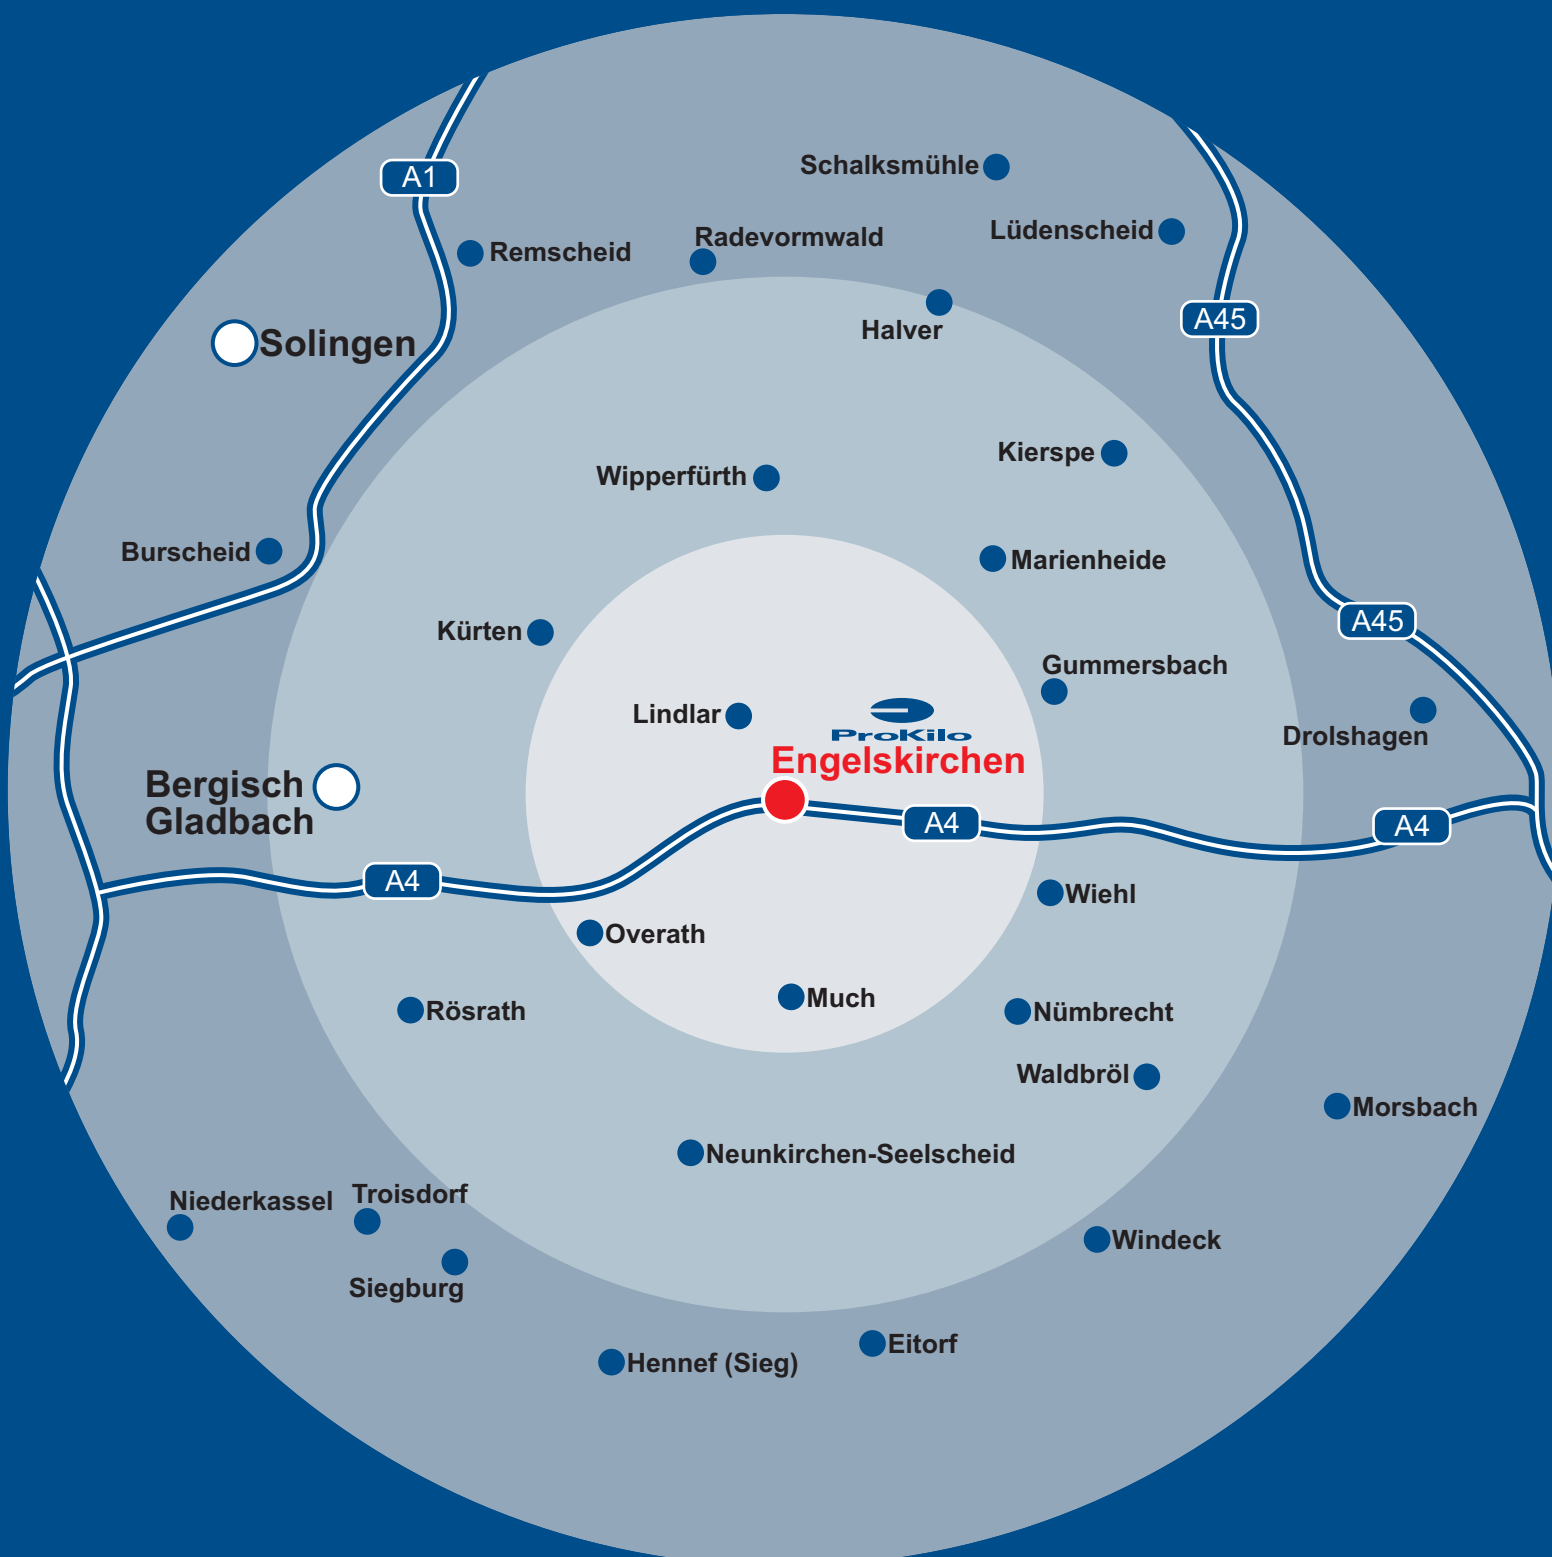 A1
Schalksmühle
Lüdenscheid
Radevormwald
Remscheid
A45
Halver
Solingen
Kierspe
Wipperfürth
Burscheid
Marienheide
A45
Kürten
Gummersbach
Lindlar
ProKilo
Drolshagen
Engelskirchen
Bergisch
Gladbach
A4
A4
A4
Wiehl
Overath
Much
Rösrath
Nümbrecht
Waldbröl
Morsbach
Neunkirchen-Seelscheid
Troisdorf
Niederkassel
Windeck
Siegburg
Eitorf
Hennef (Sieg)